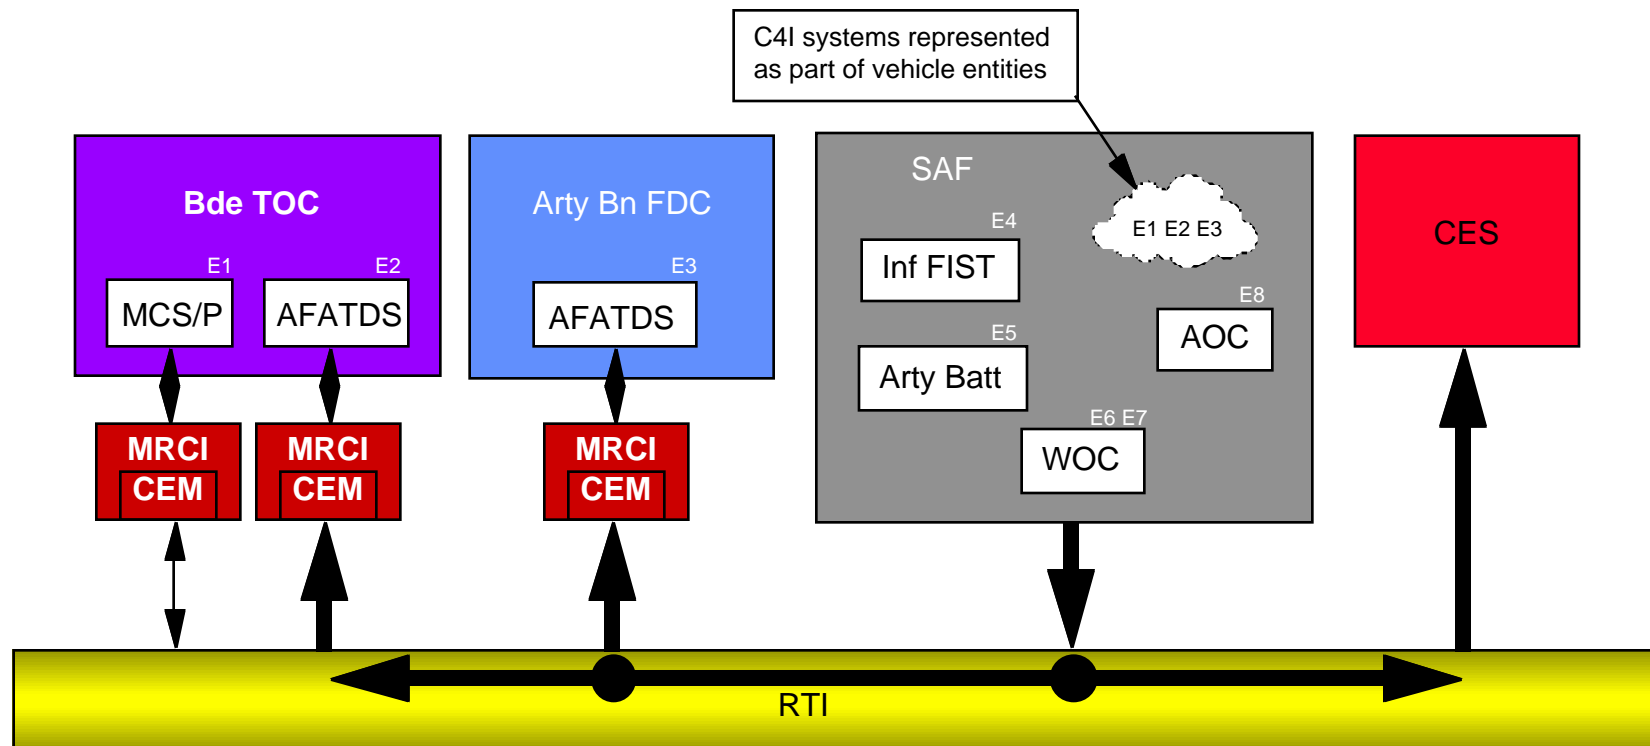 C4I systems represented
as part of vehicle entities
Bde TOC
E1
MCS/P
E2
AFATDS
MRCI
CEM
MRCI
CEM
Arty Bn FDC
E3
AFATDS
MRCI
CEM
SAF
E4
Inf FIST
E1 E2 E3
E8
AOC
E5
Arty Batt
E6 E7
WOC
CES
RTI